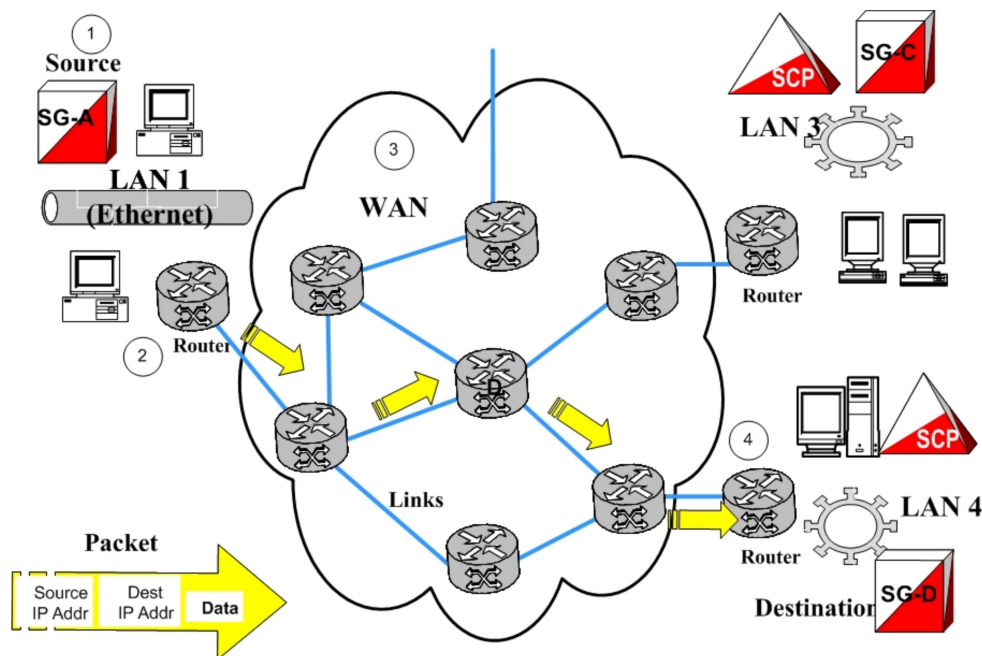 1
Source
SG-A
LAN 1
(Ethernet)
2
Router
3
WAN
D
Links
SCP
SG-C
LAN 3
Router
4
SCP
LAN 4
Router
Destination
SG-D
Packet
Source
IP Addr
Dest
IP Addr
Data